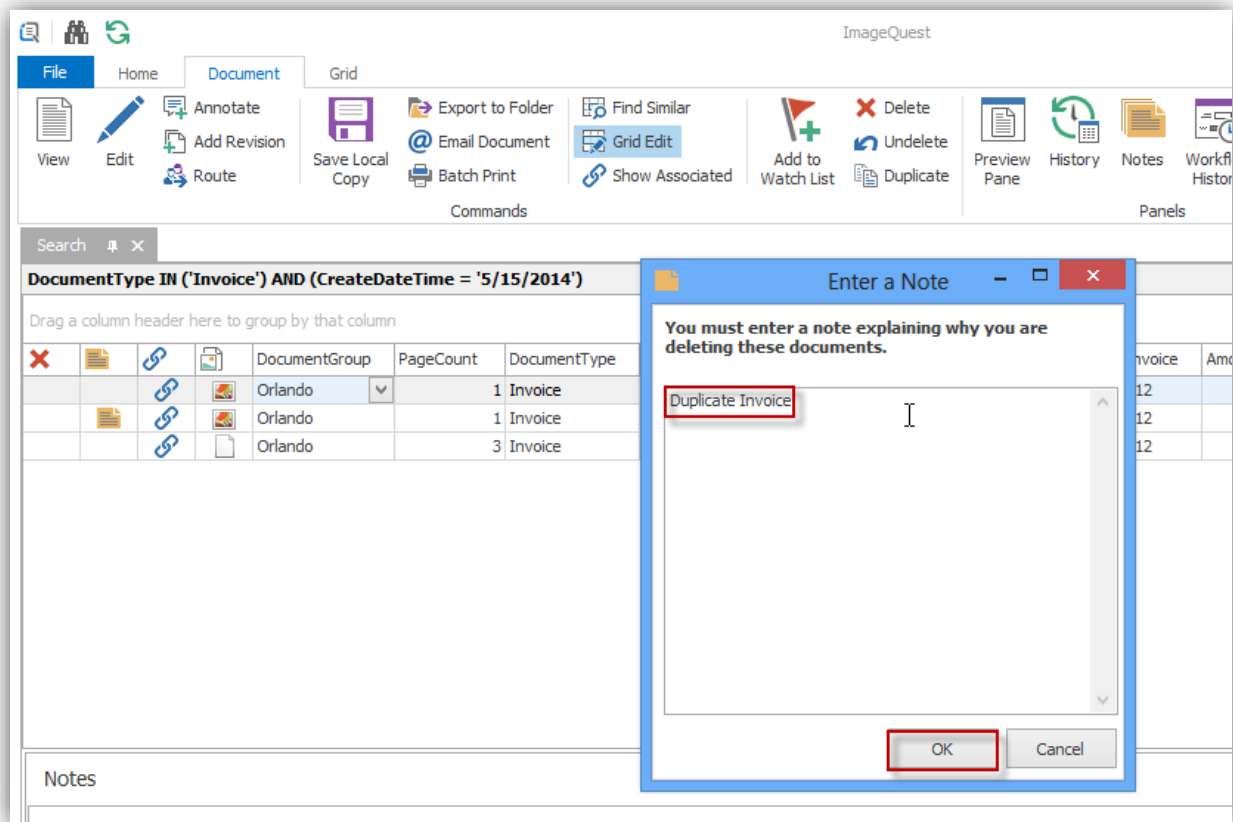 ImageQuest
File Home Document Grid
View
Edit
Annotate
Add Revision
Route
Save Local
Copy
Export to Folder
Email Document
Batch Print
Find Similar
Grid Edit
Show Associated
Add to
Watch List
Delete
Undelete
Duplicate
Preview
Pane
History
Notes
Workfl
Histor
Commands
Panels
Search
DocumentType IN ('Invoice') AND (CreateDateTime = '5/15/2014')
Drag a column header here to group by that column
DocumentGroup PageCount DocumentType nvoice Amo
Orlando 1 Invoice 12
Orlando 1 Invoice 12
Orlando 3 Invoice 12
Enter a Note
You must enter a note explaining why you are
deleting these documents.
Duplicate Invoice
OK Cancel
Notes